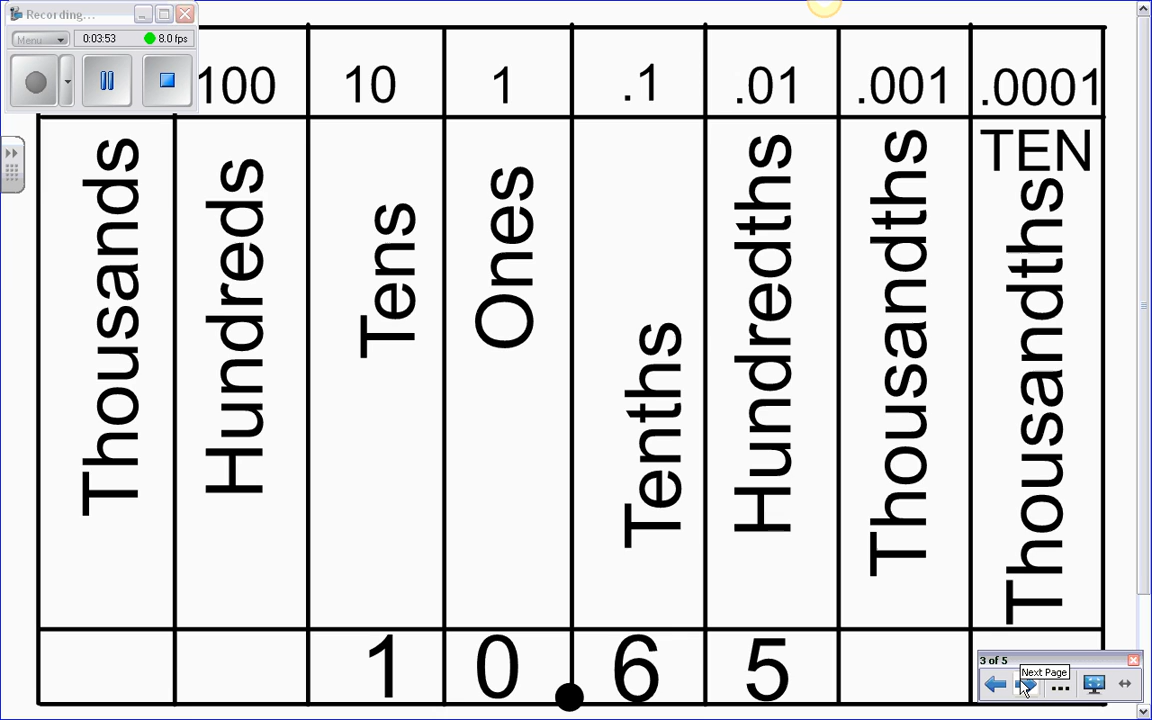 Recording...
Menu
0:03:53
8.0 fps
100
10
1
.1
.01
.001
.0001
Thousands
Hundreds
Tens
Ones
Tenths
Hundredths
Thousandths
TEN
Thousandths
1 0 . 6 5
3 of 5
Next Page